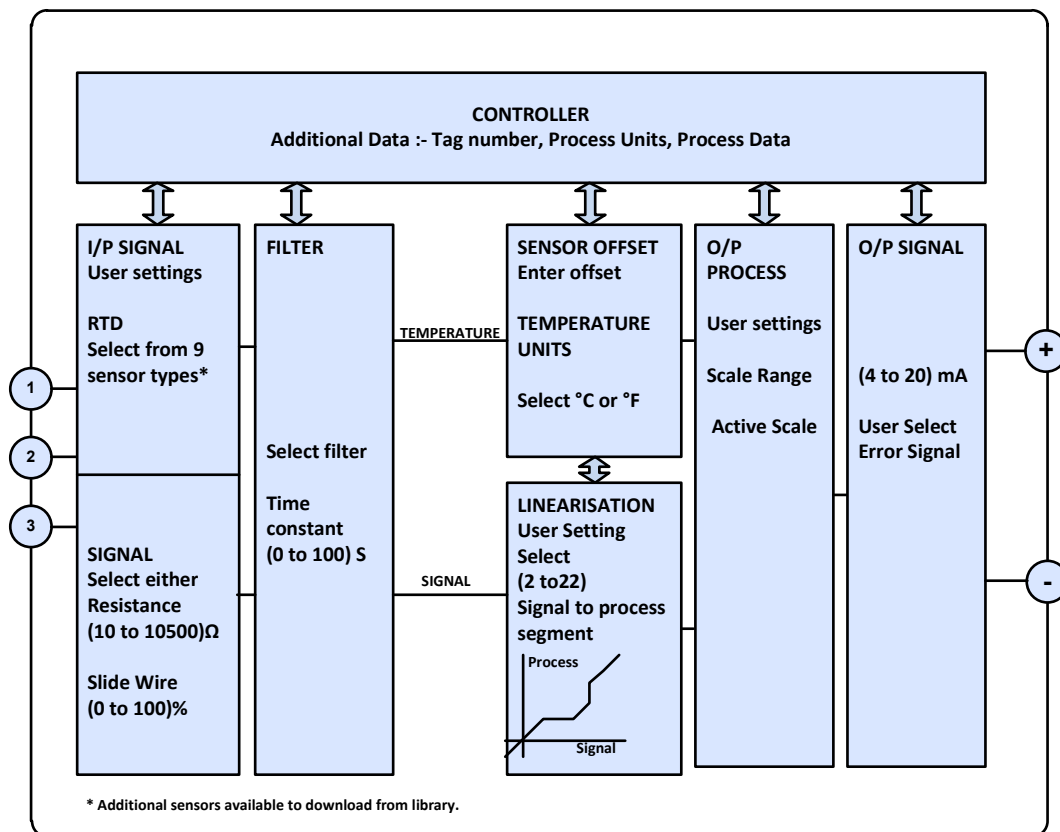 CONTROLLER
Additional Data :- Tag number, Process Units, Process Data
I/P SIGNAL
User settings
RTD
Select from 9
sensor types*
1
2
3
SIGNAL
Select either
Resistance
(10 to 10500)Ω
Slide Wire
(0 to 100)%
FILTER
Select filter
Time
constant
(0 to 100) S
TEMPERATURE
SIGNAL
SENSOR OFFSET
Enter offset
TEMPERATURE
UNITS
Select °C or °F
LINEARISATION
User Setting
Select
(2 to22)
Signal to process
segment
Process
Signal
O/P
PROCESS
User settings
Scale Range
Active Scale
O/P SIGNAL
(4 to 20) mA
User Select
Error Signal
+
-
* Additional sensors available to download from library.